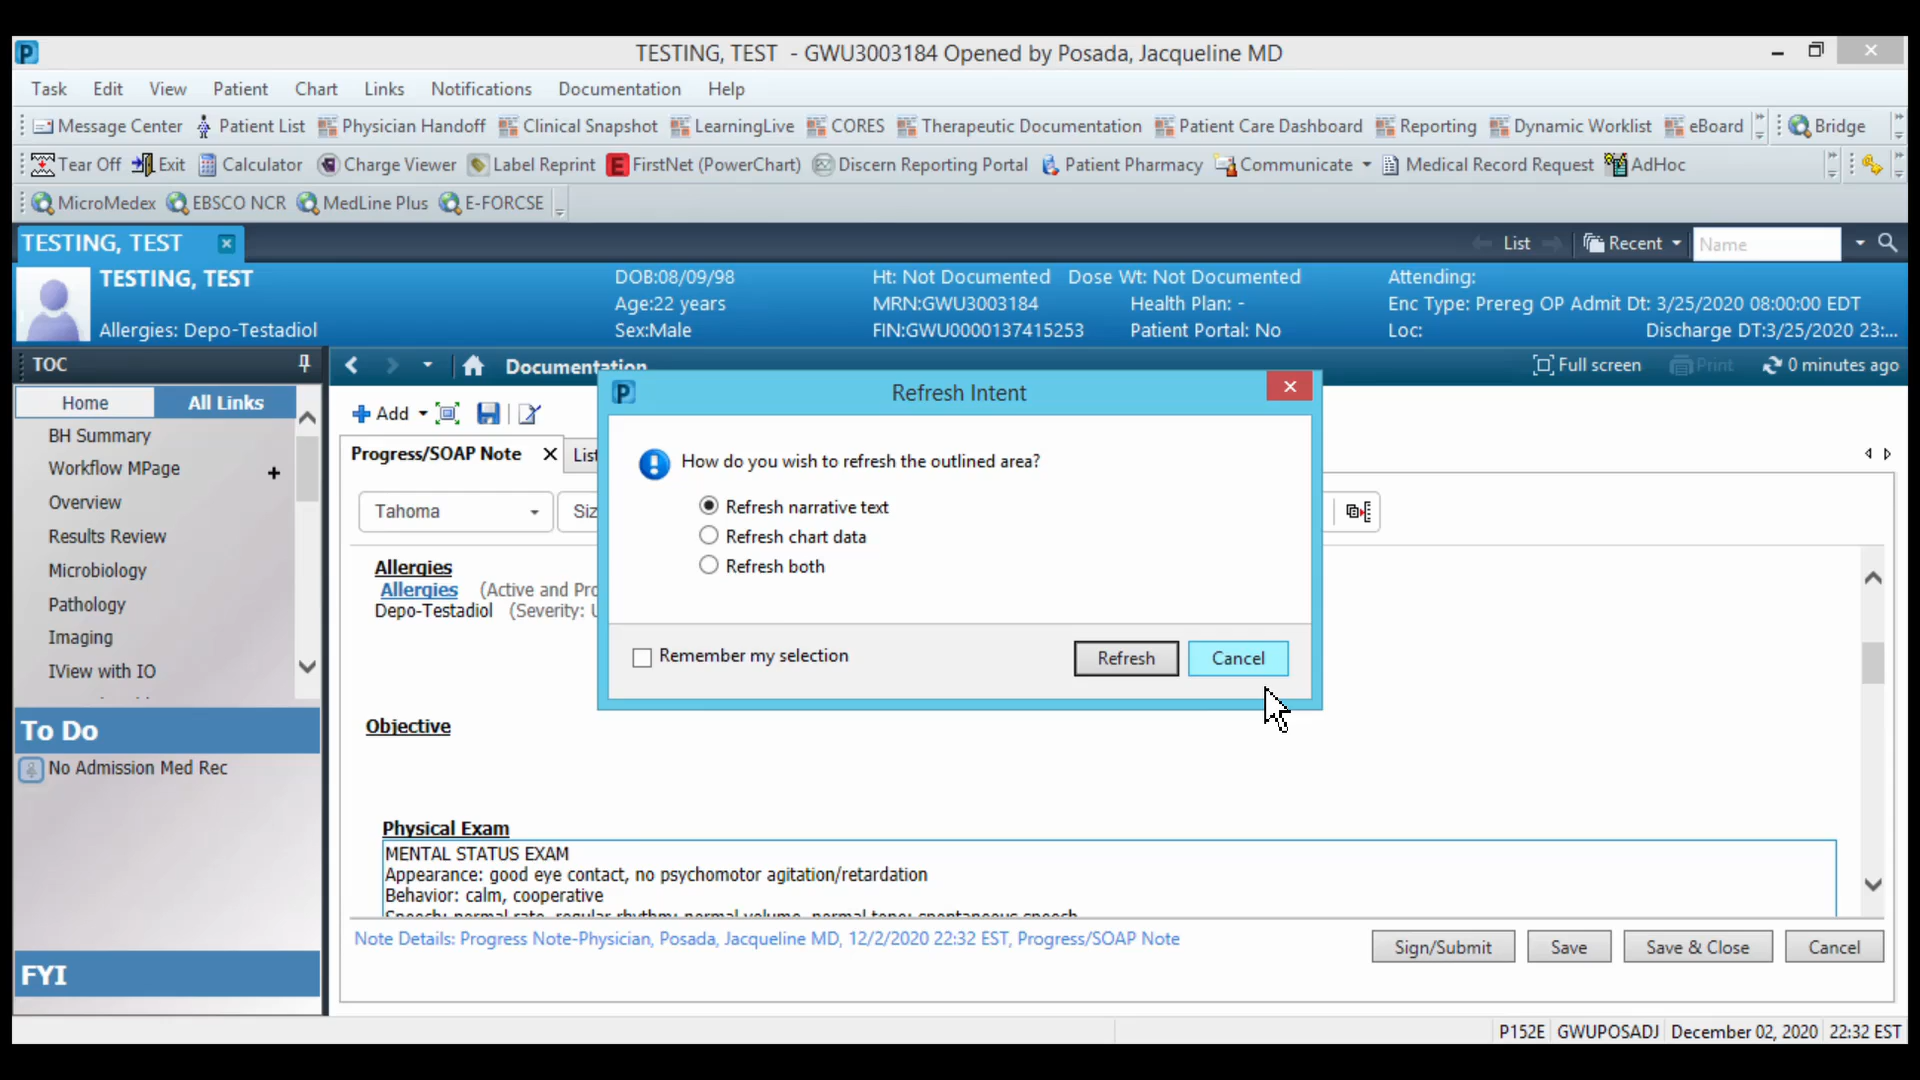 TESTING, TEST - GWU3003184 Opened by Posada, Jacqueline MD
Task Edit View Patient Chart Links Notifications Documentation Help
Message Center Patient List Physician Handoff Clinical Snapshot LearningLive CORES Therapeutic Documentation Patient Care Dashboard Reporting Dynamic Worklist eBoard Bridge
Tear Off Exit Calculator Charge Viewer Label Reprint FirstNet (PowerChart) Discern Reporting Portal Patient Pharmacy Communicate Medical Record Request AdHoc
MicroMedex EBSCO NCR MedLine Plus E-FORCSE
TESTING, TEST List Recent Name
TESTING, TEST DOB:08/09/98 Ht: Not Documented Dose Wt: Not Documented Attending:
Age:22 years MRN:GWU3003184 Health Plan: - Enc Type: Prereg OP Admit Dt: 3/25/2020 08:00:00 EDT
Allergies: Depo-Testadiol Sex:Male FIN:GWU0000137415253 Patient Portal: No Loc: Discharge DT:3/25/2020 23:...
TOC Documentation Full screen Print 0 minutes ago
Home All Links
BH Summary
Workflow MPage
Overview
Results Review
Microbiology
Pathology
Imaging
IView with IO
To Do
No Admission Med Rec
FYI
Add
Progress/SOAP Note List
Tahoma Siz
Refresh Intent
How do you wish to refresh the outlined area?
Refresh narrative text
Refresh chart data
Refresh both
Remember my selection Refresh Cancel
Allergies
Allergies (Active and Pro
Depo-Testadiol (Severity: U
Objective
Physical Exam
MENTAL STATUS EXAM
Appearance: good eye contact, no psychomotor agitation/retardation
Behavior: calm, cooperative
Speech: normal rate, regular rhythm; normal volume, normal tone; spontaneous speech
Note Details: Progress Note-Physician, Posada, Jacqueline MD, 12/2/2020 22:32 EST, Progress/SOAP Note
Sign/Submit Save Save & Close Cancel
P152E GWUPOSADJ December 02, 2020 22:32 EST